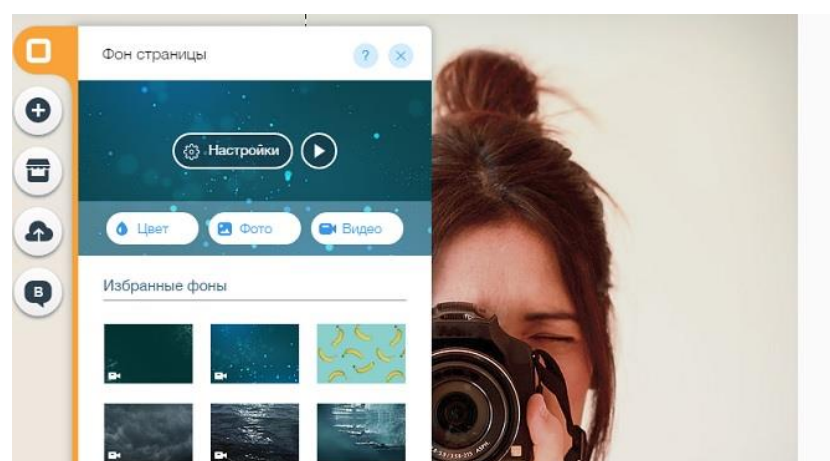 Фон страницы
?
Настройки
Цвет
Фото
Видео
B
Избранные фоны